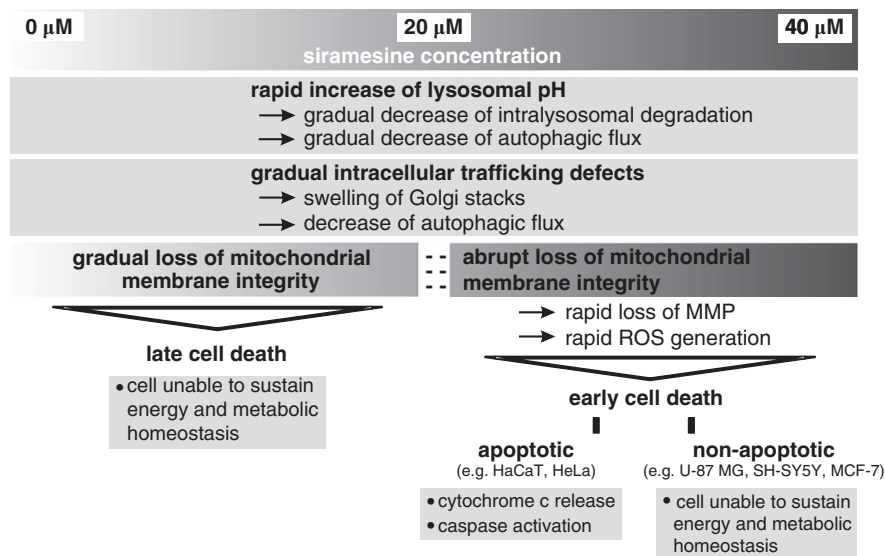 0 µM
20 µM
40 µM
siramesine concentration
rapid increase of lysosomal pH
→ gradual decrease of intralysosomal degradation
→ gradual decrease of autophagic flux
gradual intracellular trafficking defects
→ swelling of Golgi stacks
→ decrease of autophagic flux
gradual loss of mitochondrial
membrane integrity
abrupt loss of mitochondrial
membrane integrity
→ rapid loss of MMP
→ rapid ROS generation
late cell death
• cell unable to sustain
energy and metabolic
homeostasis
early cell death
apoptotic
(e.g. HaCaT, HeLa)
• cytochrome c release
• caspase activation
non-apoptotic
(e.g. U-87 MG, SH-SY5Y, MCF-7)
• cell unable to sustain
energy and metabolic
homeostasis